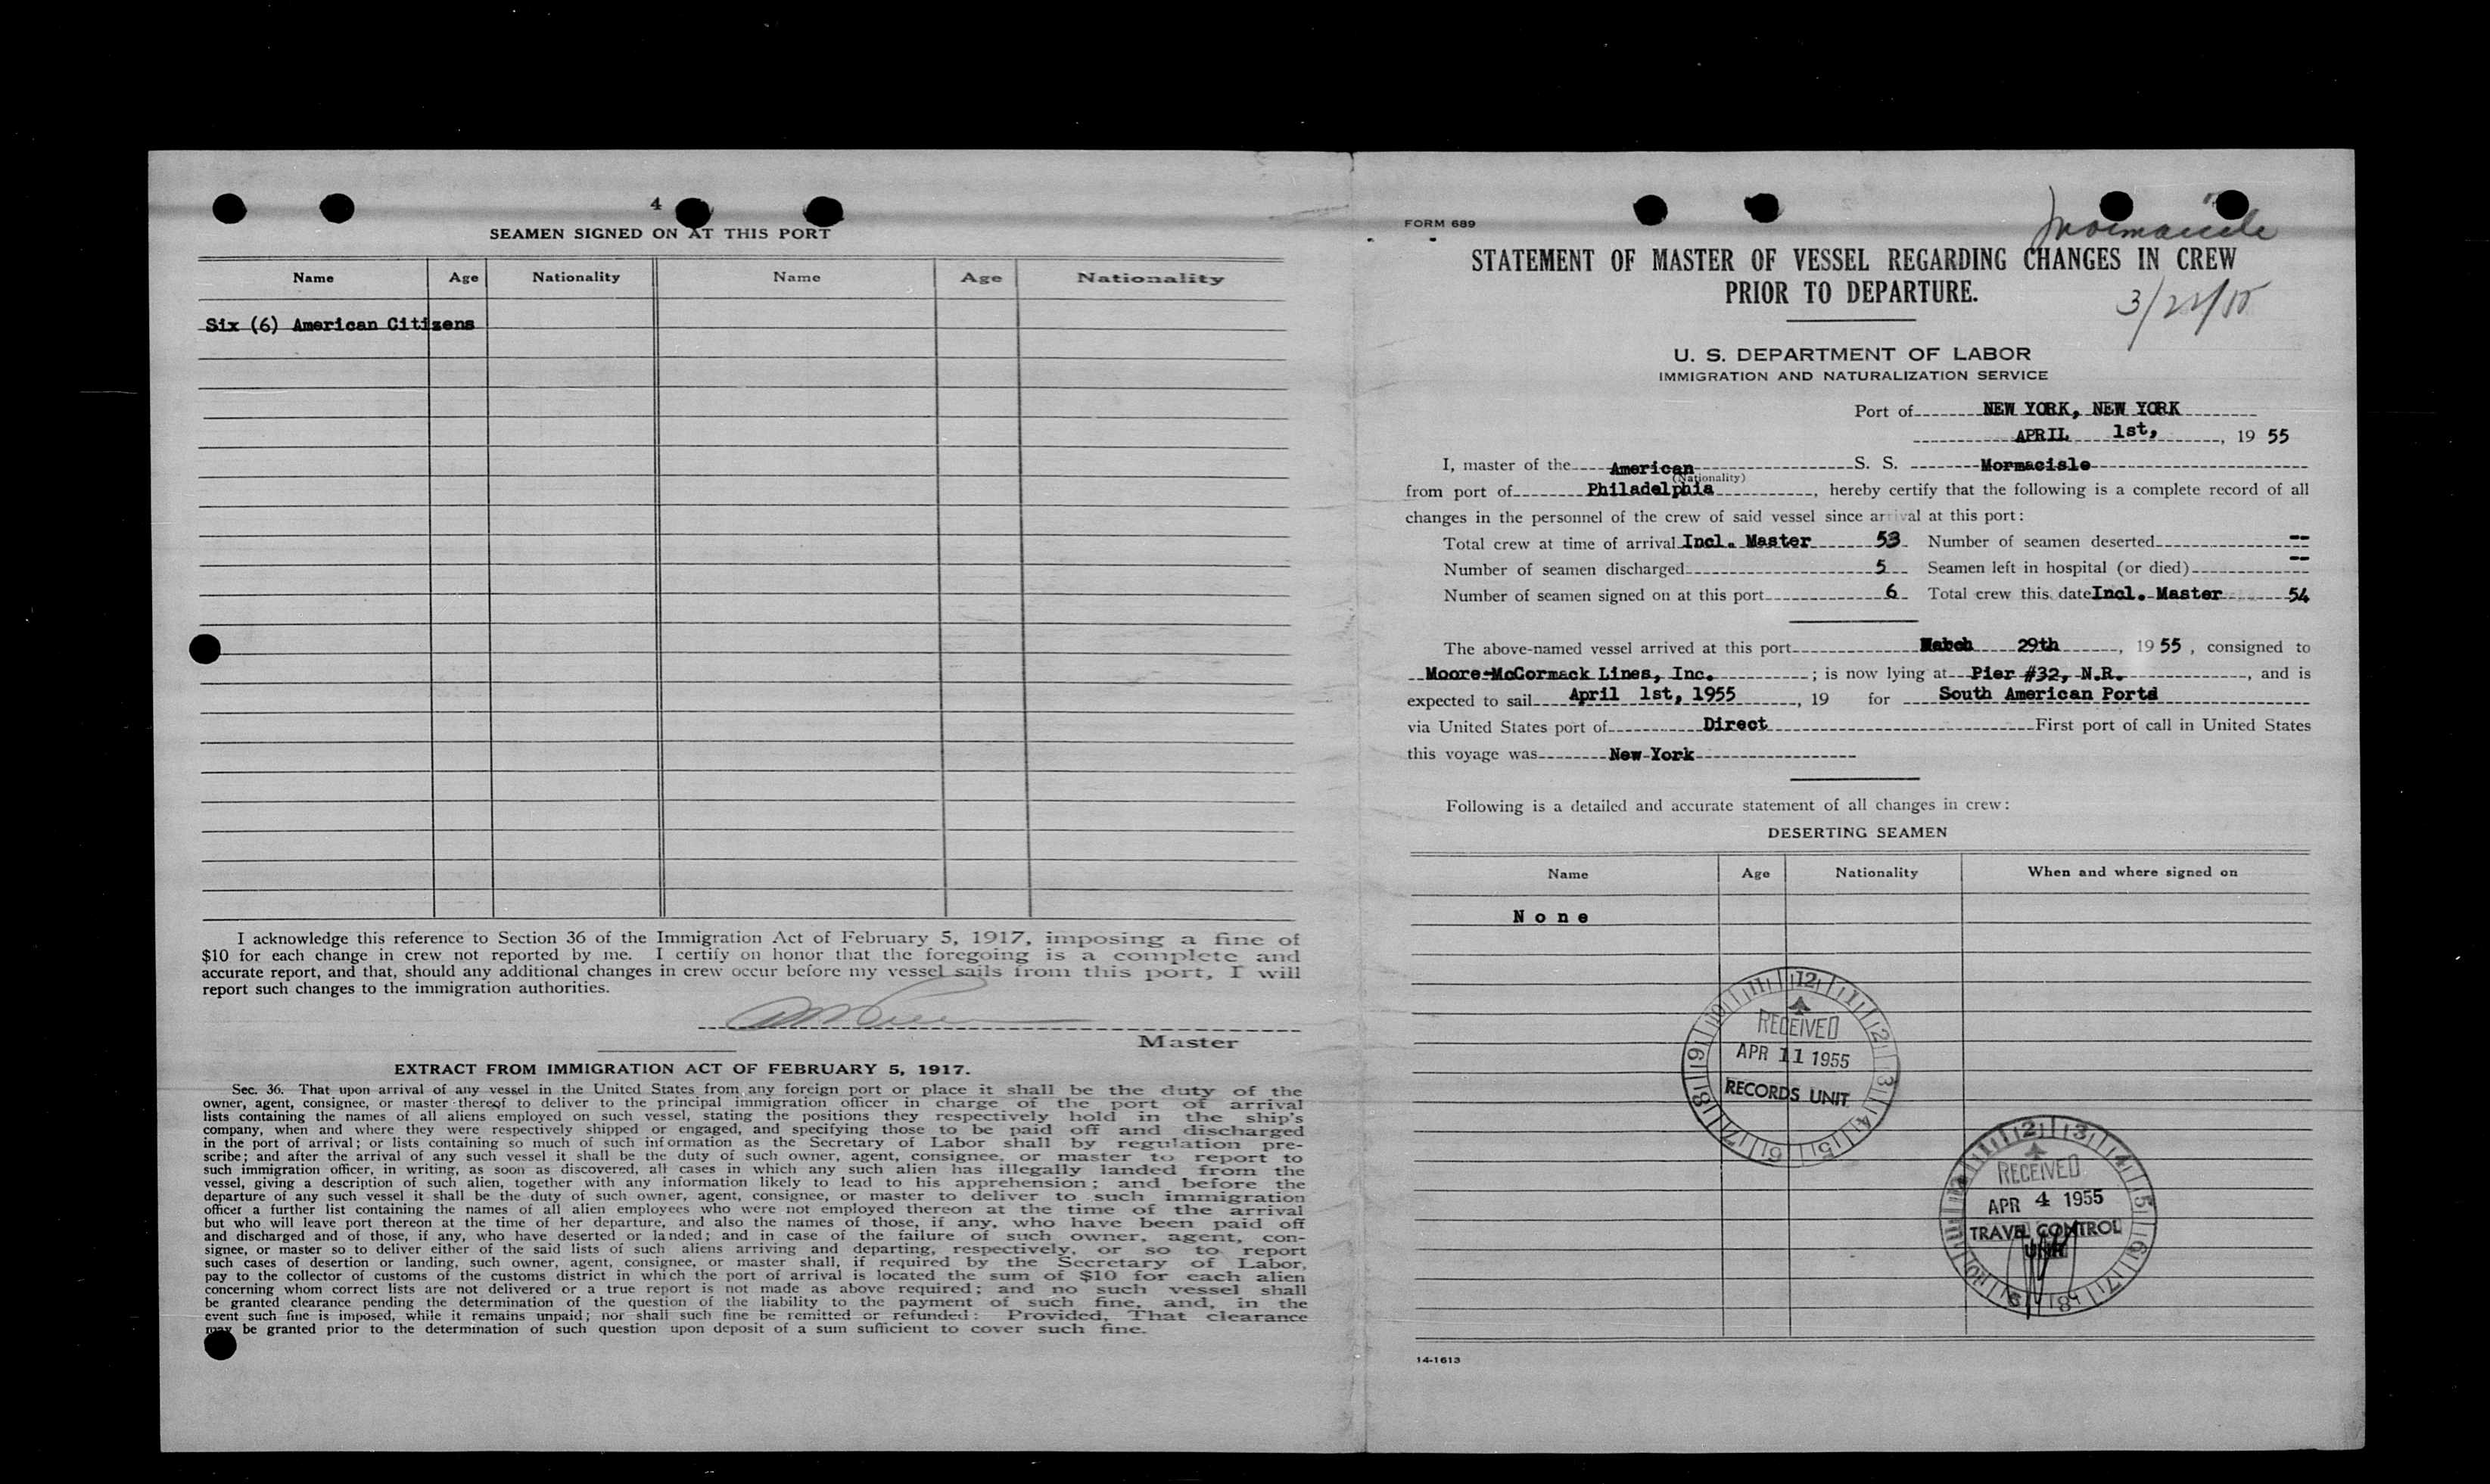 4
SEAMEN SIGNED ON AT THIS PORT
Name Age Nationality Name Age Nationality
Six (6) American Citizens
I acknowledge this reference to Section 36 of the Immigration Act of February 5, 1917, imposing a fine of
$10 for each change in crew not reported by me. I certify on honor that the foregoing is a complete and
accurate report, and that, should any additional changes in crew occur before my vessel sails from this port, I will
report such changes to the immigration authorities.
Master
EXTRACT FROM IMMIGRATION ACT OF FEBRUARY 5, 1917.
Sec. 36. That upon arrival of any vessel in the United States from any foreign port or place it shall be the duty of the
owner, agent, consignee, or master thereof to deliver to the principal immigration officer in charge of the port of arrival
lists containing the names of all aliens employed on such vessel, stating the positions they respectively hold in the ship's
company, when and where they were respectively shipped or engaged, and specifying those to be paid off and discharged
in the port of arrival; or lists containing so much of such information as the Secretary of Labor shall by regulation pre-
scribe; and after the arrival of any such vessel it shall be the duty of such owner, agent, consignee, or master to report to
such immigration officer, in writing, as soon as discovered, all cases in which any such alien has illegally landed from the
vessel, giving a description of such alien, together with any information likely to lead to his apprehension; and before the
departure of any such vessel it shall be the duty of such owner, agent, consignee, or master to deliver to such immigration
officer a further list containing the names of all alien employees who were not employed thereon at the time of the arrival
but who will leave port thereon at the time of her departure, and also the names of those, if any, who have been paid off
and discharged and of those, if any, who have deserted or landed; and in case of the failure of such owner, agent, con-
signee, or master so to deliver either of the said lists of such aliens arriving and departing, respectively, or so to report
such cases of desertion or landing, such owner, agent, consignee, or master shall, if required by the Secretary of Labor,
pay to the collector of customs of the customs district in which the port of arrival is located the sum of $10 for each alien
concerning whom correct lists are not delivered or a true report is not made as above required; and no such vessel shall
be granted clearance pending the determination of the question of the liability to the payment of such fine, and, in the
event such fine is imposed, while it remains unpaid; nor shall such fine be remitted or refunded: Provided, That clearance
may be granted prior to the determination of such question upon deposit of a sum sufficient to cover such fine.
FORM 689
STATEMENT OF MASTER OF VESSEL REGARDING CHANGES IN CREW
PRIOR TO DEPARTURE.
U. S. DEPARTMENT OF LABOR
IMMIGRATION AND NATURALIZATION SERVICE
Port of NEW YORK, NEW YORK
APRIL 1st, , 19 55
I, master of the American S. S. Mormacisle
(Nationality)
from port of Philadelphia , hereby certify that the following is a complete record of all
changes in the personnel of the crew of said vessel since arrival at this port:
Total crew at time of arrival Incl. Master 53 Number of seamen deserted --
Number of seamen discharged 5 Seamen left in hospital (or died) --
Number of seamen signed on at this port 6 Total crew this date Incl. Master 54
The above-named vessel arrived at this port March 29th , 19 55 , consigned to
Moore-McCormack Lines, Inc. ; is now lying at Pier #32, N.R. , and is
expected to sail April 1st, 1955 , 19 for South American Ports
via United States port of Direct First port of call in United States
this voyage was New York
Following is a detailed and accurate statement of all changes in crew:
DESERTING SEAMEN
Name Age Nationality When and where signed on
None
RECEIVED
APR 11 1955
RECORDS UNIT
RECEIVED
APR 4 1955
TRAVEL CONTROL
UNIT
14-1613